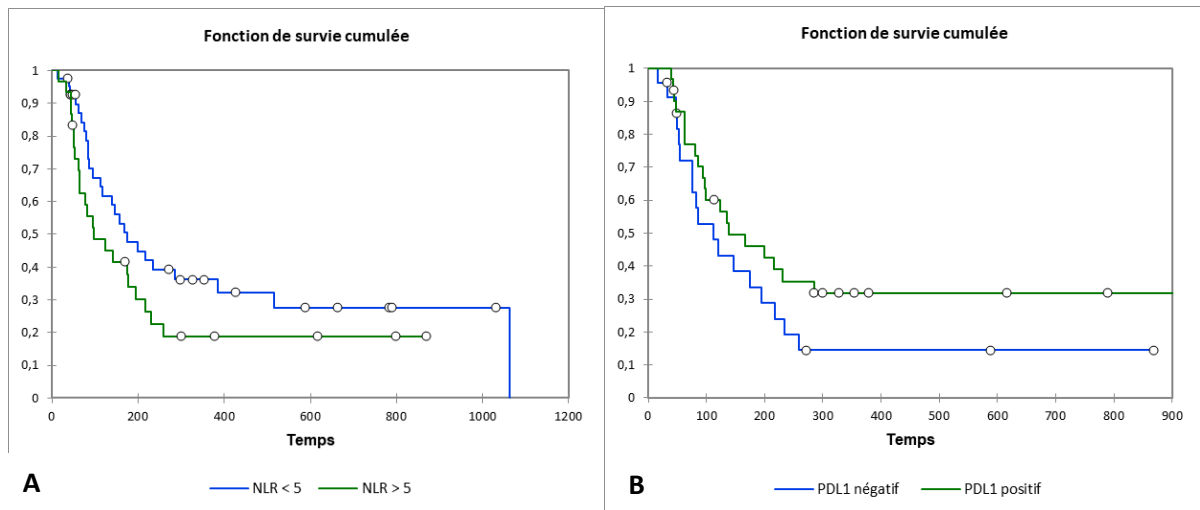 Fonction de survie cumulée
1
0,9
0,8
0,7
0,6
0,5
0,4
0,3
0,2
0,1
0
0 200 400 600 800 1000 1200
Temps
A
NLR < 5 NLR > 5
Fonction de survie cumulée
1
0,9
0,8
0,7
0,6
0,5
0,4
0,3
0,2
0,1
0
0 100 200 300 400 500 600 700 800 900
Temps
B
PDL1 négatif PDL1 positif